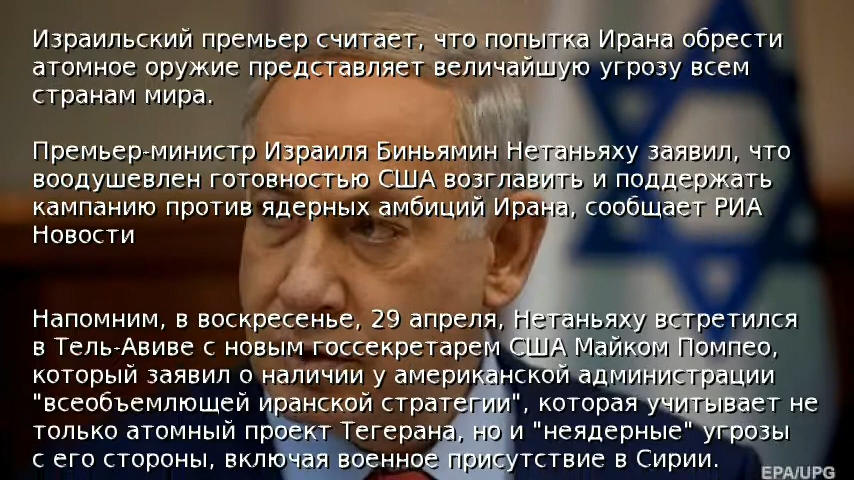 Израильский премьер считает, что попытка Ирана обрести
атомное оружие представляет величайшую угрозу всем
странам мира.
Премьер-министр Израиля Биньямин Нетаньяху заявил, что
воодушевлен готовностью США возглавить и поддержать
кампанию против ядерных амбиций Ирана, сообщает РИА
Новости
Напомним, в воскресенье, 29 апреля, Нетаньяху встретился
в Тель-Авиве с новым госсекретарем США Майком Помпео,
который заявил о наличии у американской администрации
"всеобъемлющей иранской стратегии", которая учитывает не
только атомный проект Тегерана, но и "неядерные" угрозы
с его стороны, включая военное присутствие в Сирии.
EPA/UPG